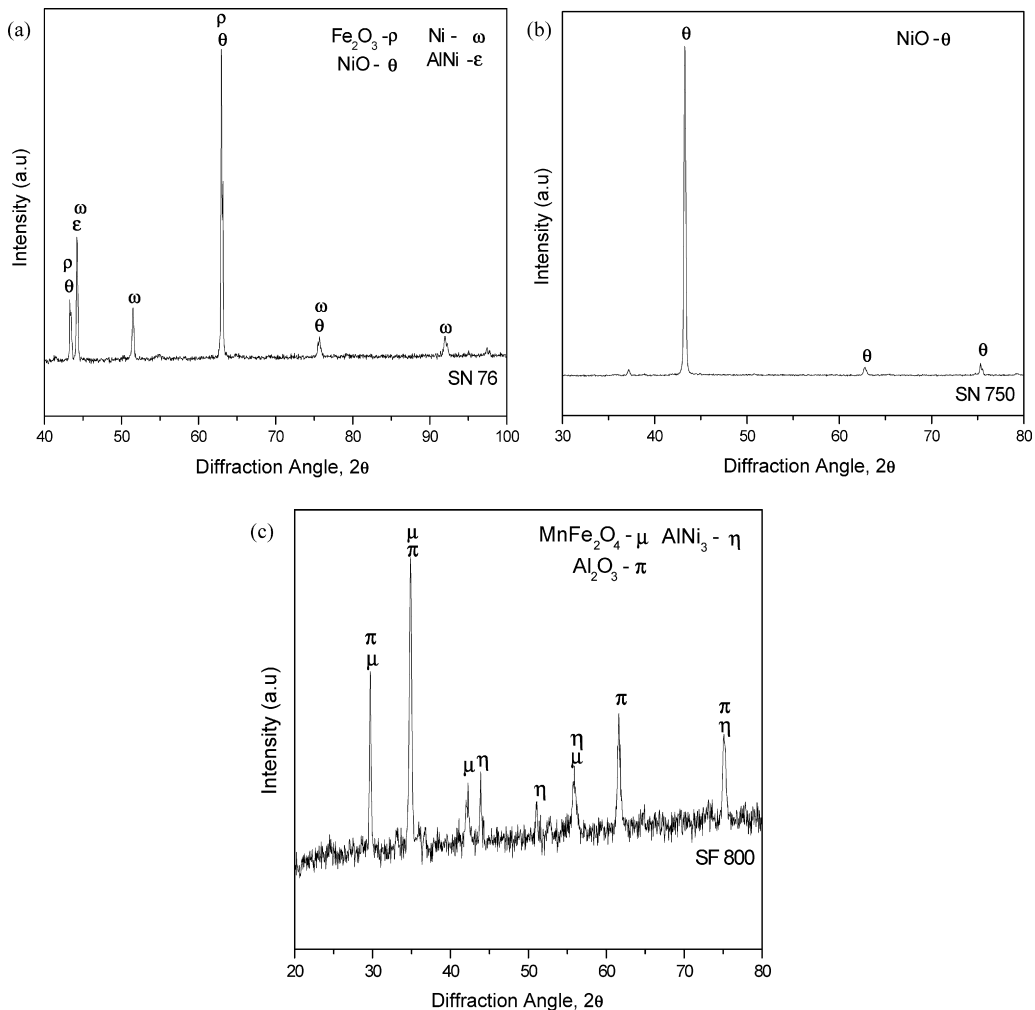 (a)
Fe2O3 -ρ Ni - ω
NiO - θ AlNi -ε
ρ
θ
ω
ε
ρ
θ
ω
ω
θ
ω
SN 76
Intensity (a.u)
40 50 60 70 80 90 100
Diffraction Angle, 2θ
(b)
NiO -θ
θ
θ
θ
SN 750
Intensity (a.u)
30 40 50 60 70 80
Diffraction Angle, 2θ
(c)
MnFe2O4 - μ AlNi3 - η
Al2O3 - π
μ
π
π
μ
μ
η
η
η
μ
π
π
η
SF 800
Intensity (a.u)
20 30 40 50 60 70 80
Diffraction Angle, 2θ